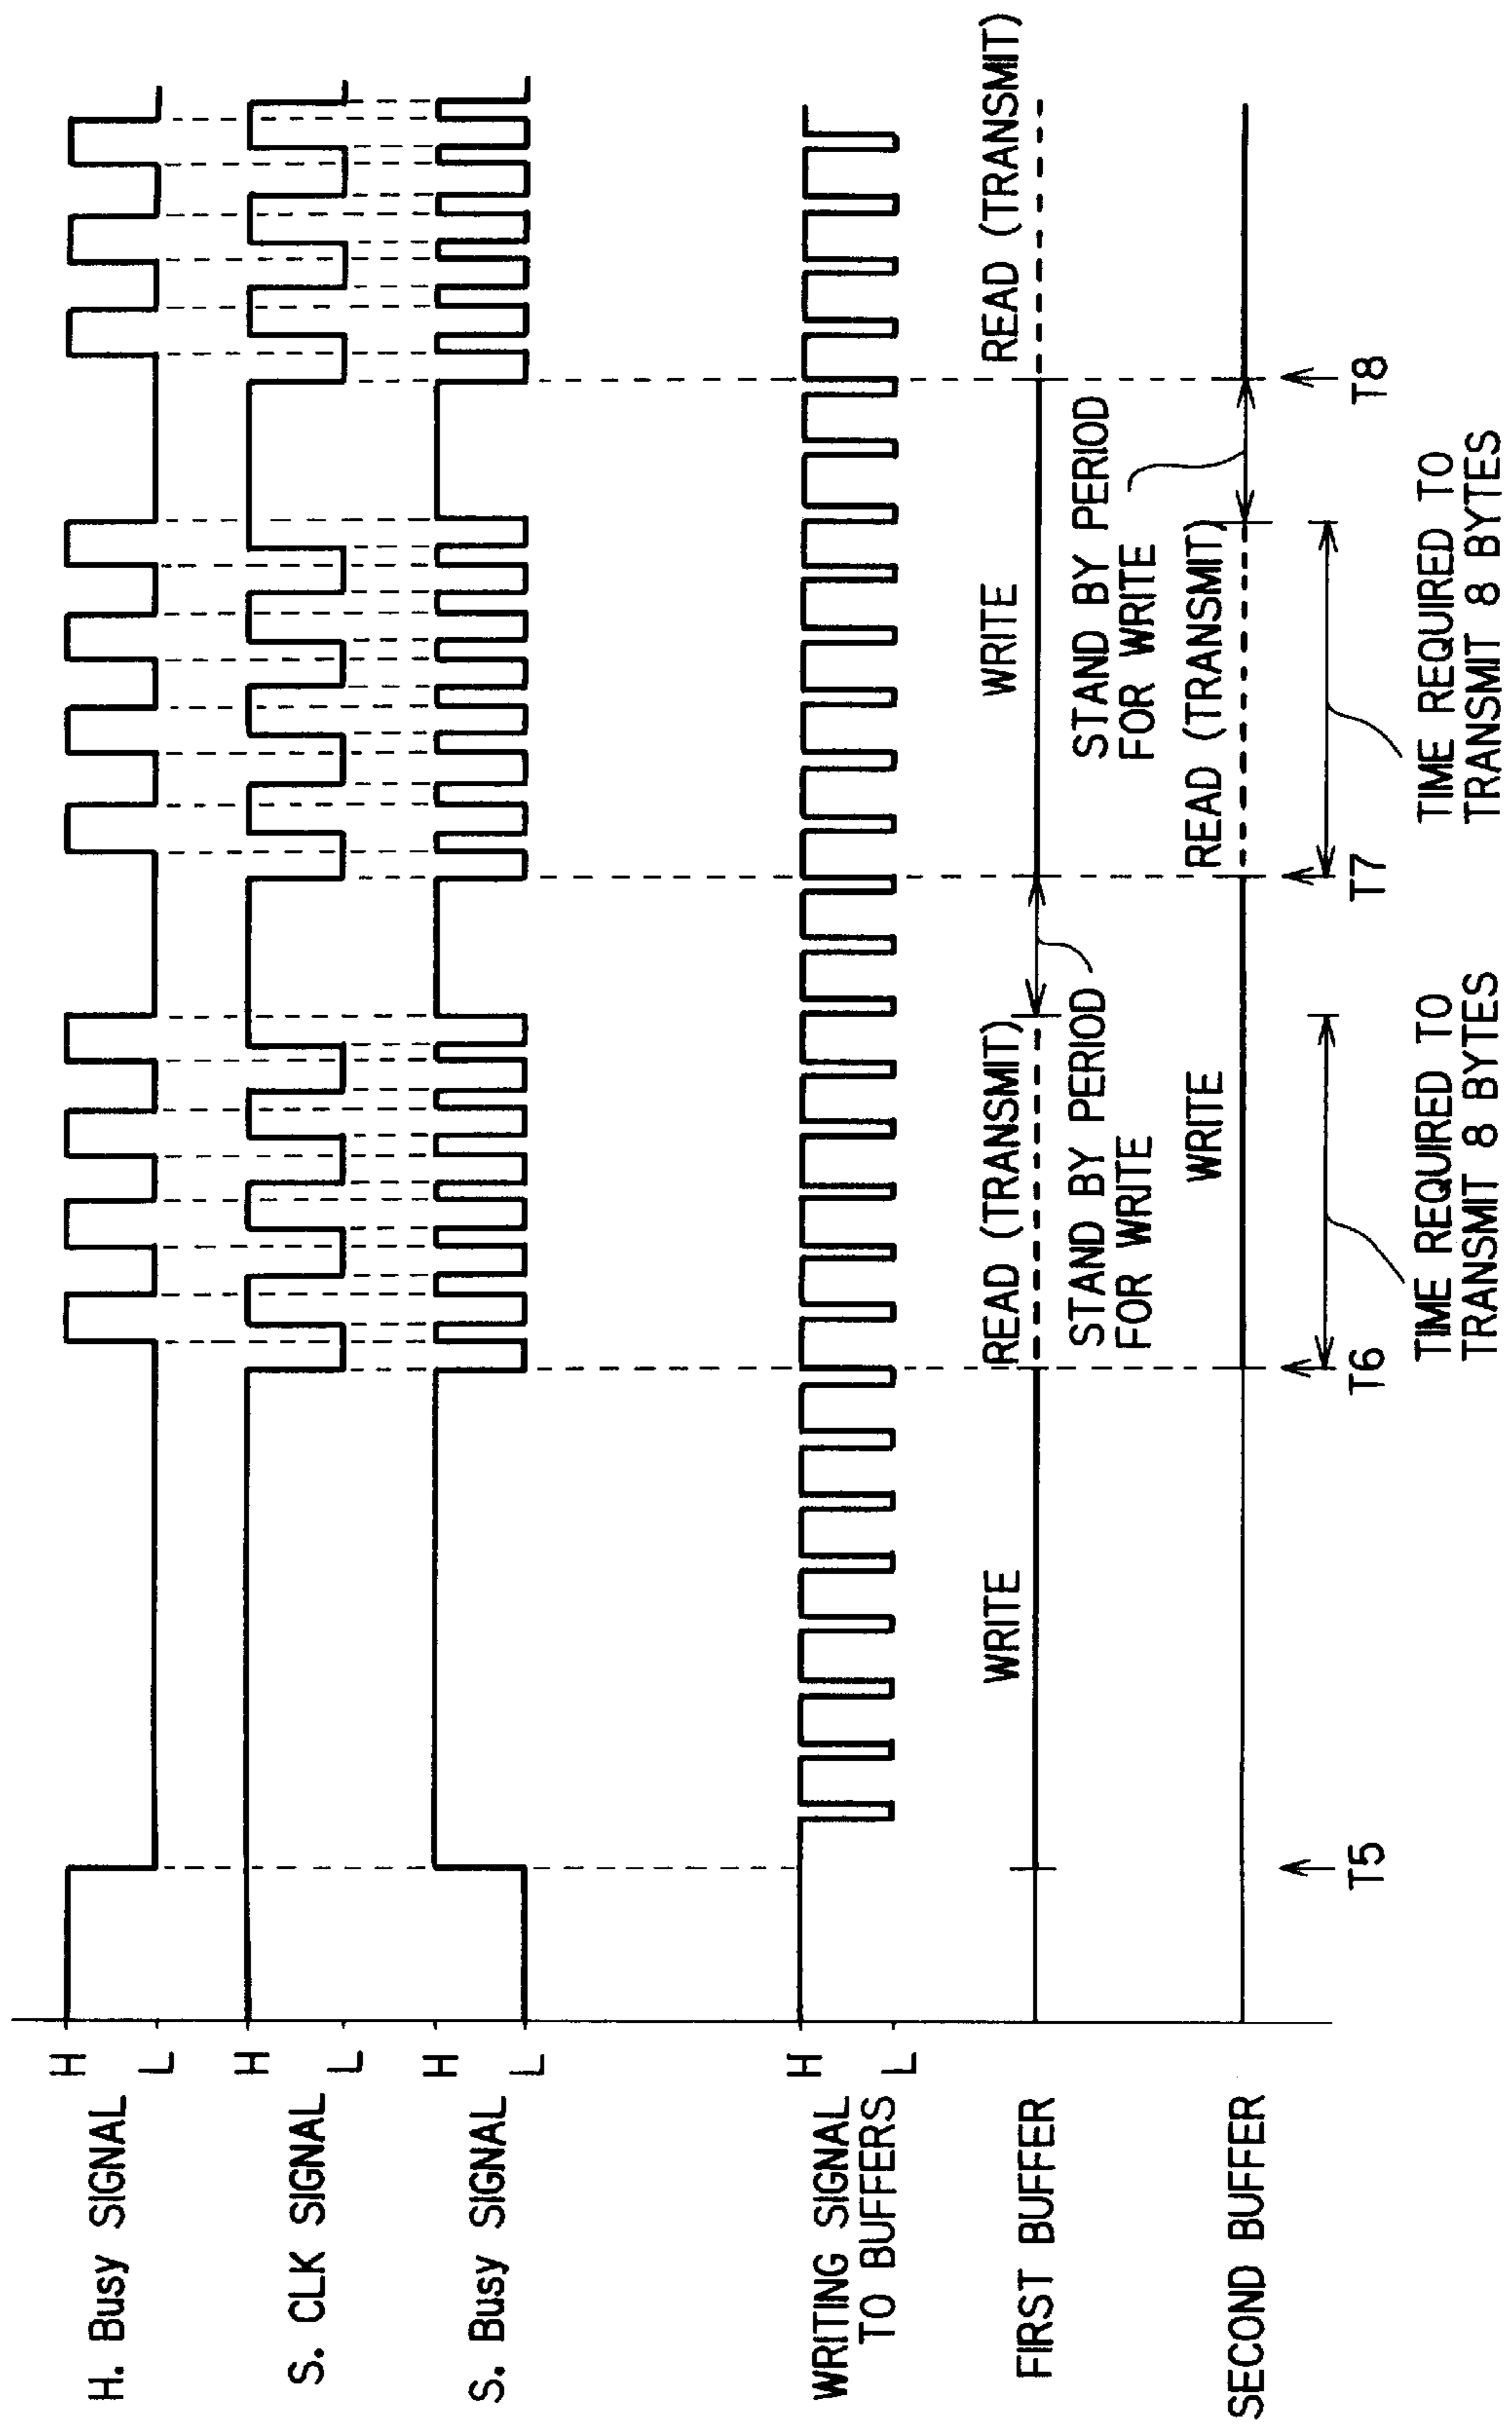 H. Busy SIGNAL
H
L
S. CLK SIGNAL
H
L
S. Busy SIGNAL
H
L
WRITING SIGNAL
TO BUFFERS
H
L
FIRST BUFFER
WRITE
READ (TRANSMIT)
STAND BY PERIOD
FOR WRITE
WRITE
READ (TRANSMIT)
SECOND BUFFER
WRITE
READ (TRANSMIT)
STAND BY PERIOD
FOR WRITE
T5
T6
T7
T8
TIME REQUIRED TO
TRANSMIT 8 BYTES
TIME REQUIRED TO
TRANSMIT 8 BYTES